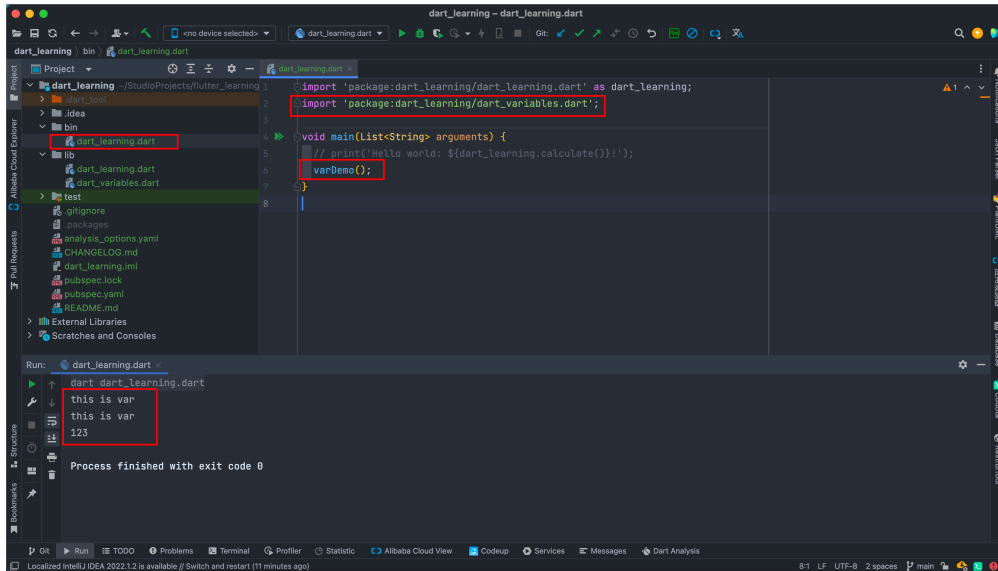 dart_learning – dart_learning.dart
<no device selected>
dart_learning.dart
Git:
dart_learning
bin
dart_learning.dart
Project
dart_learning.dart
Project
Alibaba Cloud Explorer
Pull Requests
Structure
Bookmarks
dart_learning ~/StudioProjects/flutter_learning
.dart_tool
.idea
bin
dart_learning.dart
lib
dart_learning.dart
dart_variables.dart
test
.gitignore
.packages
analysis_options.yaml
CHANGELOG.md
dart_learning.iml
pubspec.lock
pubspec.yaml
README.md
External Libraries
Scratches and Consoles
1 import 'package:dart_learning/dart_learning.dart' as dart_learning;
2 import 'package:dart_learning/dart_variables.dart';
3
4 void main(List<String> arguments) {
5 // print('Hello world: ${dart_learning.calculate()}!');
6 varDemo();
7 }
8
1
Run:
dart_learning.dart
dart dart_learning.dart
this is var
this is var
123
Process finished with exit code 0
Git
Run
TODO
Problems
Terminal
Profiler
Statistic
Alibaba Cloud View
Codeup
Services
Messages
Dart Analysis
Localized IntelliJ IDEA 2022.1.2 is available // Switch and restart (11 minutes ago)
8:1 LF UTF-8 2 spaces main